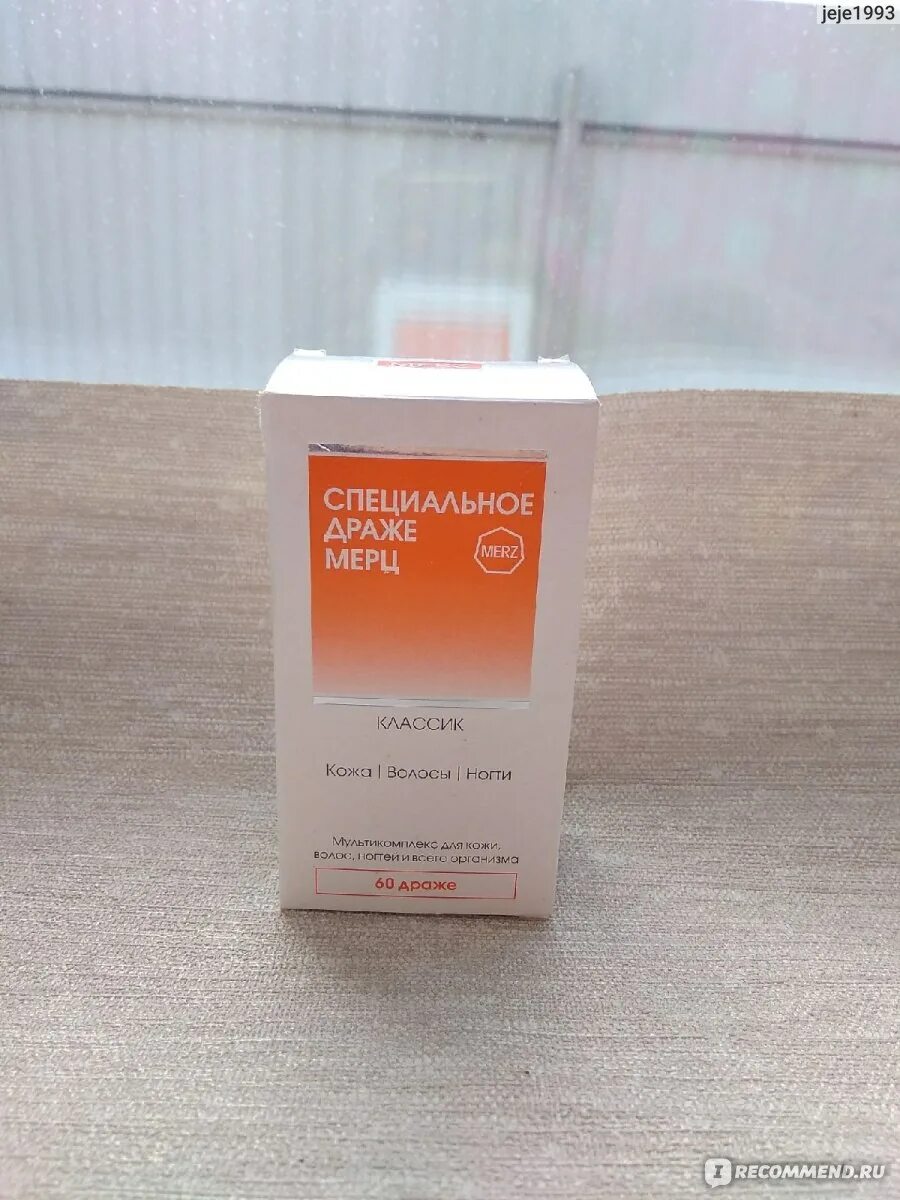 jeje1993
СПЕЦИАЛЬНОЕ
ДРАЖЕ
МЕРЦ
MERZ
КЛАССИК
Кожа | Волосы | Ногти
Мультикомплекс для кожи,
волос, ногтей и всего организма
60 драже
IRECOMMEND.RU